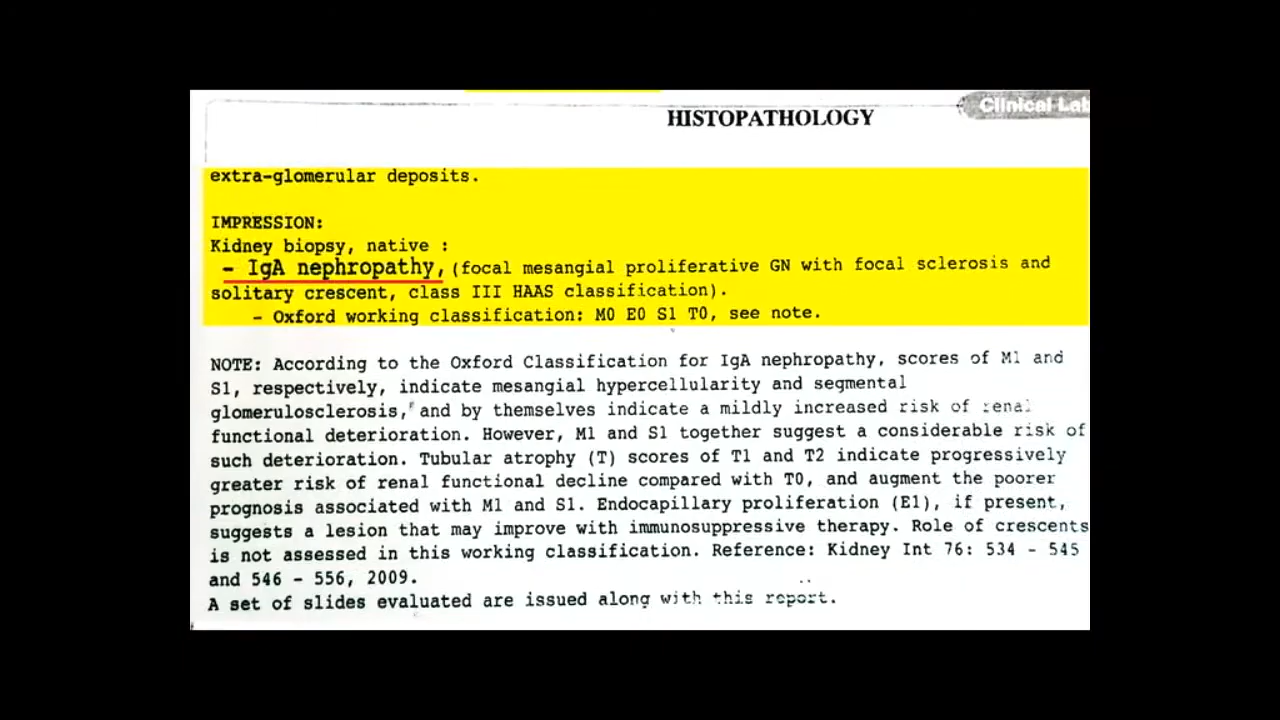 Clinical Lab
HISTOPATHOLOGY
extra-glomerular deposits.
IMPRESSION:
Kidney biopsy, native :
- IgA nephropathy, (focal mesangial proliferative GN with focal sclerosis and
solitary crescent, class III HAAS classification).
- Oxford working classification: M0 E0 S1 T0, see note.
NOTE: According to the Oxford Classification for IgA nephropathy, scores of M1 and
S1, respectively, indicate mesangial hypercellularity and segmental
glomerulosclerosis, and by themselves indicate a mildly increased risk of renal
functional deterioration. However, M1 and S1 together suggest a considerable risk of
such deterioration. Tubular atrophy (T) scores of T1 and T2 indicate progressively
greater risk of renal functional decline compared with T0, and augment the poorer
prognosis associated with M1 and S1. Endocapillary proliferation (E1), if present,
suggests a lesion that may improve with immunosuppressive therapy. Role of crescents
is not assessed in this working classification. Reference: Kidney Int 76: 534 - 545
and 546 - 556, 2009.
A set of slides evaluated are issued along with this report.